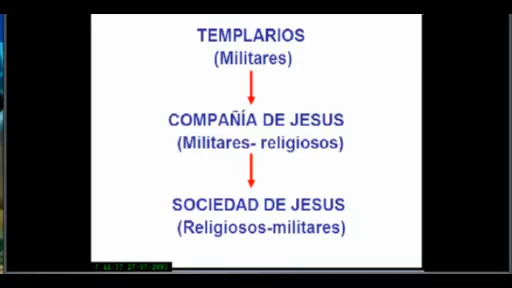 TEMPLARIOS
(Militares)
COMPAÑÍA DE JESUS
(Militares- religiosos)
SOCIEDAD DE JESUS
(Religiosos-militares)